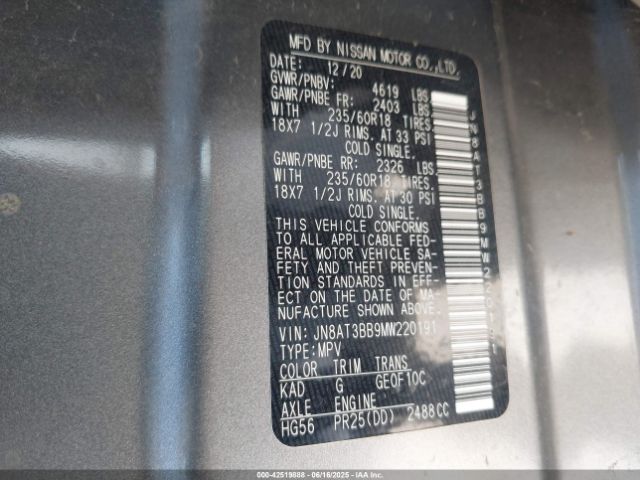 MFD BY NISSAN MOTOR CO.,LTD.
DATE: 12/20
GVWR/PNBV: 4619 LBS
GAWR/PNBE FR: 2403 LBS
WITH 235/60R18 TIRES.
18X7 1/2J RIMS. AT 33 PSI
COLD SINGLE.
GAWR/PNBE RR: 2326 LBS.
WITH 235/60R18 TIRES.
18X7 1/2J RIMS. AT 30 PSI
COLD SINGLE.
THIS VEHICLE CONFORMS
TO ALL APPLICABLE FED-
ERAL MOTOR VEHICLE SA-
FETY AND THEFT PREVEN-
TION STANDARDS IN EFF-
ECT ON THE DATE OF MA-
NUFACTURE SHOWN ABOVE.
VIN: JN8AT3BB9MW220191
TYPE:MPV
COLOR TRIM TRANS
KAD G GE0F10C
AXLE ENGINE
HG56 PR25(DD) 2488CC
JN8AT3BB9MW220191
000-42519888 - 06/16/2025 - COPYRIGHT © IAA, LLC